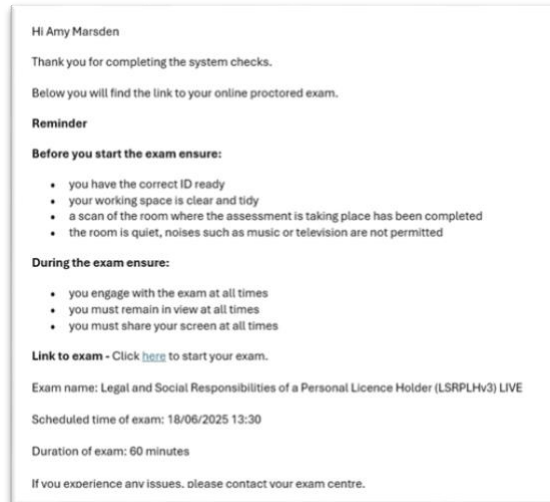 Hi Amy Marsden
Thank you for completing the system checks.
Below you will find the link to your online proctored exam.
Reminder
Before you start the exam ensure:
• you have the correct ID ready
• your working space is clear and tidy
• a scan of the room where the assessment is taking place has been completed
• the room is quiet, noises such as music or television are not permitted
During the exam ensure:
• you engage with the exam at all times
• you must remain in view at all times
• you must share your screen at all times
Link to exam - Click here to start your exam.
Exam name: Legal and Social Responsibilities of a Personal Licence Holder (LSRPLHv3) LIVE
Scheduled time of exam: 18/06/2025 13:30
Duration of exam: 60 minutes
If you experience any issues, please contact your exam centre.